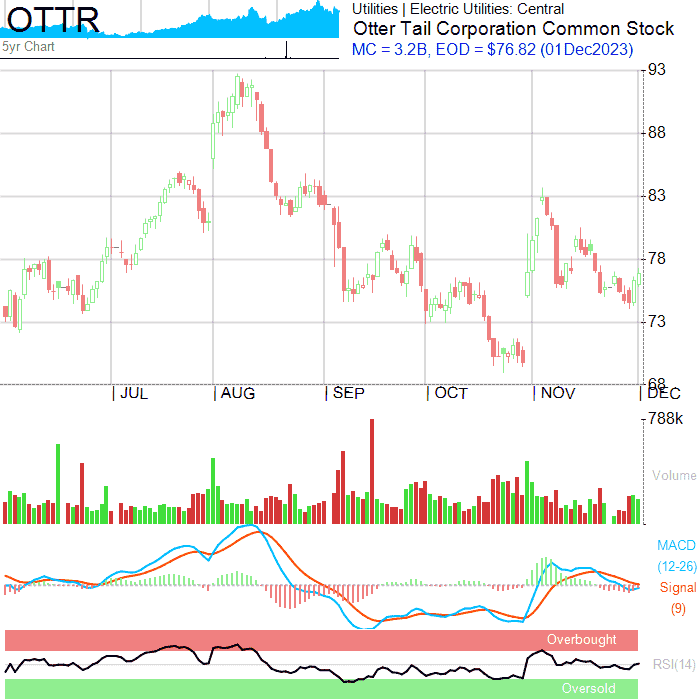 OTTR
Utilities | Electric Utilities: Central
Otter Tail Corporation Common Stock
5yr Chart
MC = 3.2B, EOD = $76.82 (01Dec2023)
93
88
83
78
73
68
JUL AUG SEP OCT NOV DEC
788k
Volume
MACD
(12-26)
Signal
(9)
Overbought
RSI(14)
Oversold